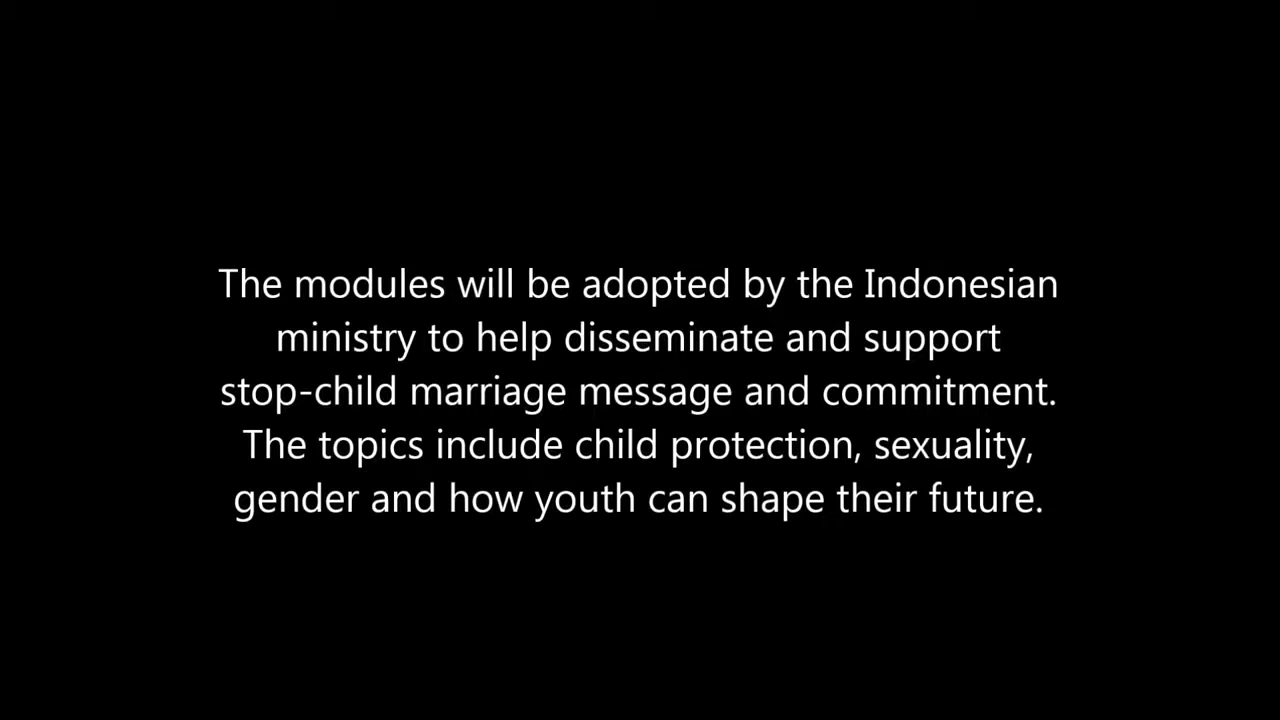 The modules will be adopted by the Indonesian
ministry to help disseminate and support
stop-child marriage message and commitment.
The topics include child protection, sexuality,
gender and how youth can shape their future.